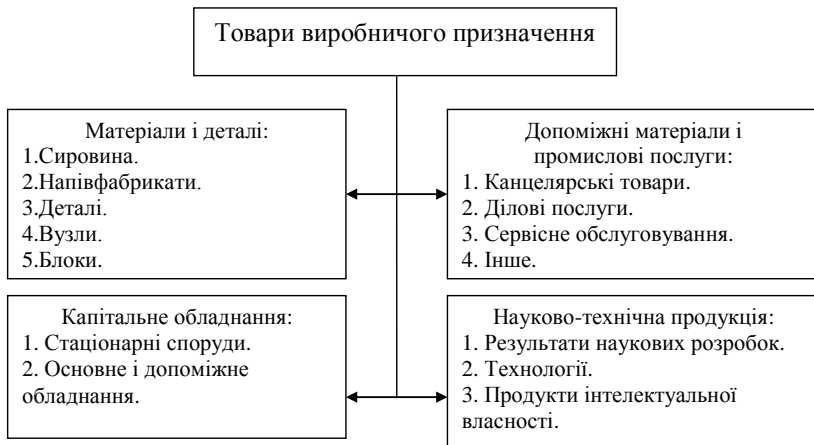 Товари виробничого призначення
Матеріали і деталі:
1.Сировина.
2.Напівфабрикати.
3.Деталі.
4.Вузли.
5.Блоки.
Допоміжні матеріали і
промислові послуги:
1. Канцелярські товари.
2. Ділові послуги.
3. Сервісне обслуговування.
4. Інше.
Капітальне обладнання:
1. Стаціонарні споруди.
2. Основне і допоміжне
обладнання.
Науково-технічна продукція:
1. Результати наукових розробок.
2. Технології.
3. Продукти інтелектуальної
власності.